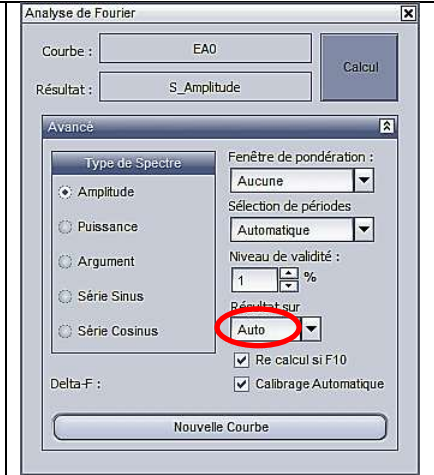 Analyse de Fourier
Courbe : EA0
Calcul
Résultat : S_Amplitude
Avancé
Type de Spectre
Amplitude
Puissance
Argument
Série Sinus
Série Cosinus
Fenêtre de pondération :
Aucune
Sélection de périodes
Automatique
Niveau de validité :
1 %
Résultat sur
Auto
Re calcul si F10
Delta-F :
Calibrage Automatique
Nouvelle Courbe